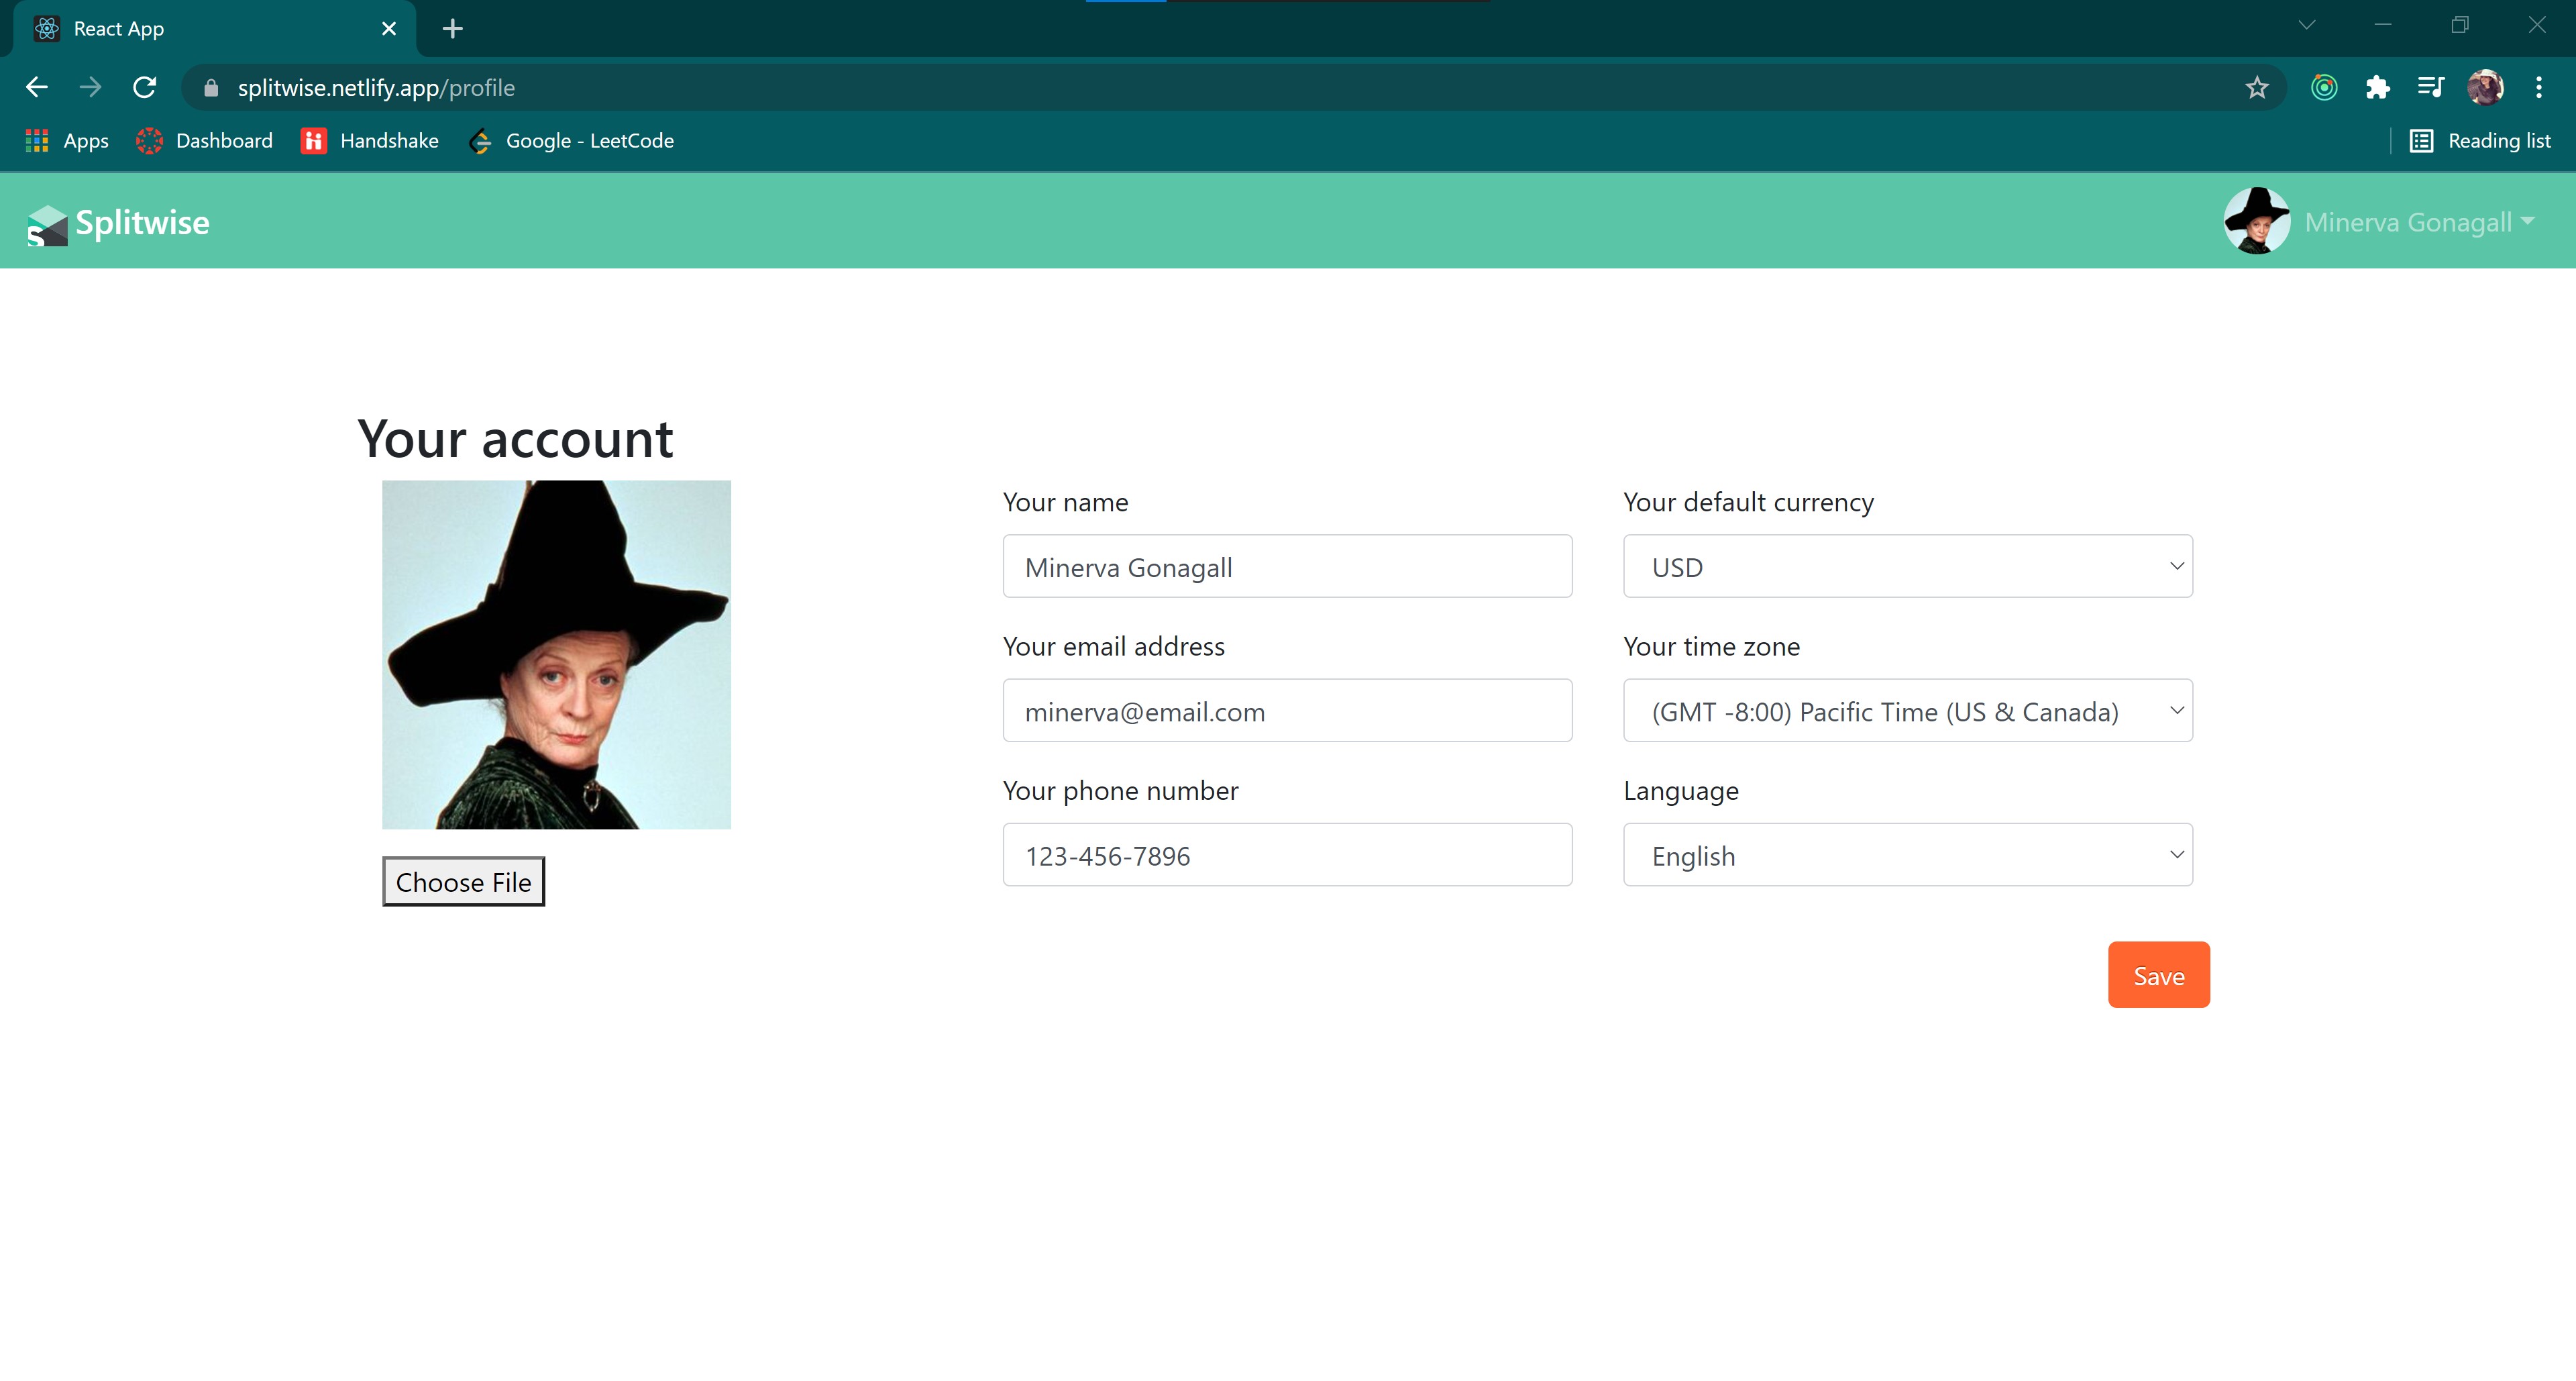 React App
splitwise.netlify.app/profile
Apps Dashboard Handshake Google - LeetCode Reading list
Splitwise Minerva Gonagall
Your account
Your name Your default currency
Minerva Gonagall USD
Your email address Your time zone
minerva@email.com (GMT -8:00) Pacific Time (US & Canada)
Your phone number Language
123-456-7896 English
Choose File
Save